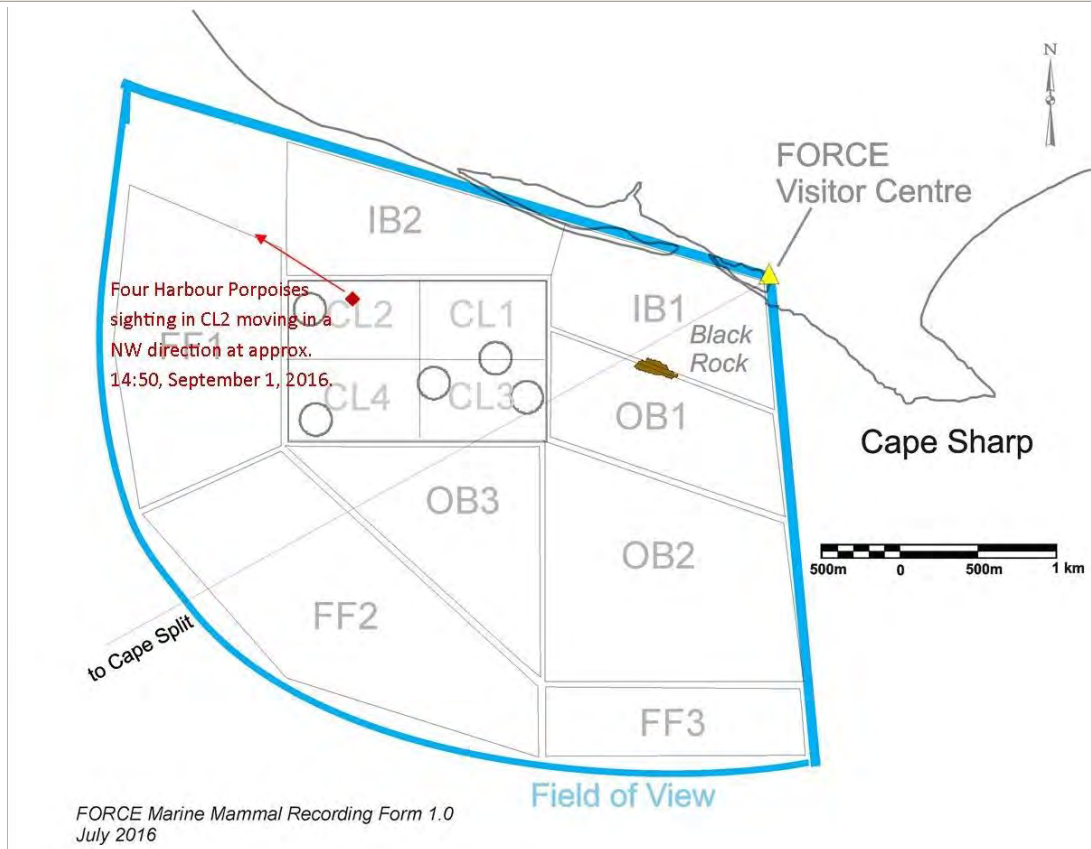 N
FORCE
Visitor Centre
IB2
CL2
CL1
IB1
Black
Rock
Four Harbour Porpoises
sighting in CL2 moving in a
NW direction at approx.
14:50, September 1, 2016.
FF1
CL4
CL3
OB1
Cape Sharp
OB3
OB2
500m
0
500m
1 km
FF2
to Cape Split
FF3
Field of View
FORCE Marine Mammal Recording Form 1.0
July 2016